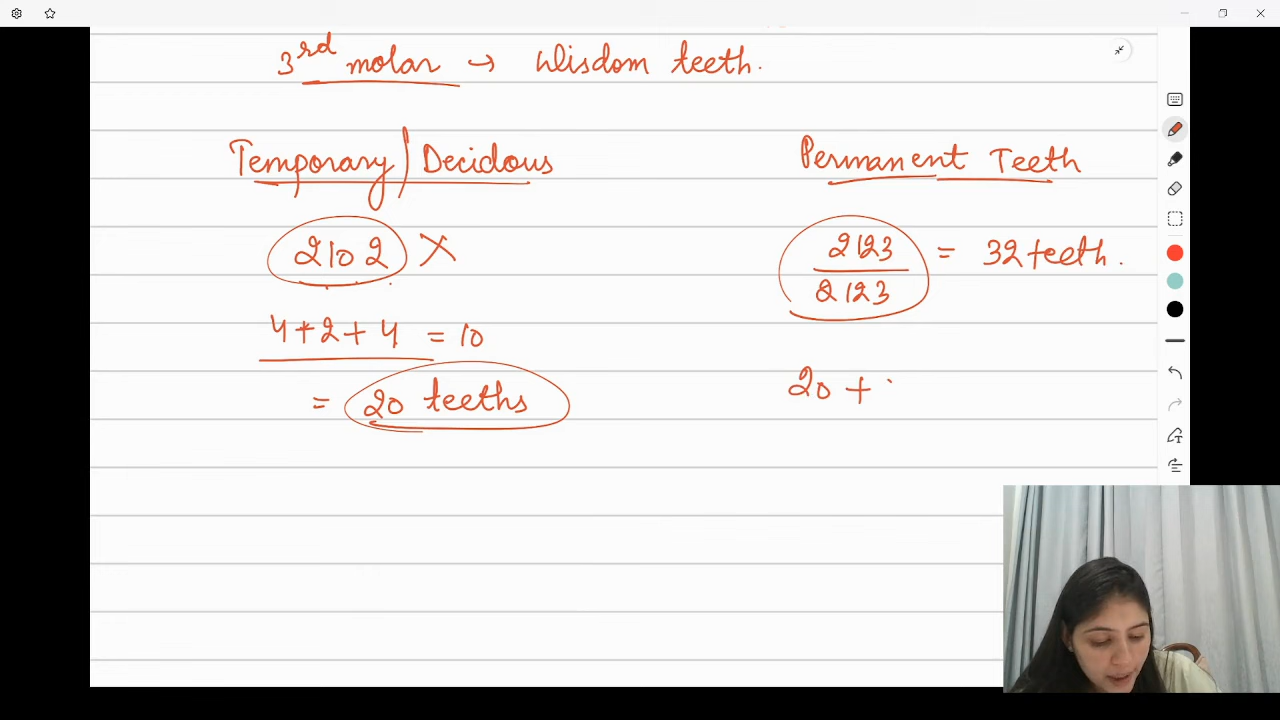 3rd molar → Wisdom teeth.
Temporary / Decidous
Permanent Teeth
2102 X
2123
2123
= 32 teeth.
4+2+4 = 10
= 20 teeths
20 +